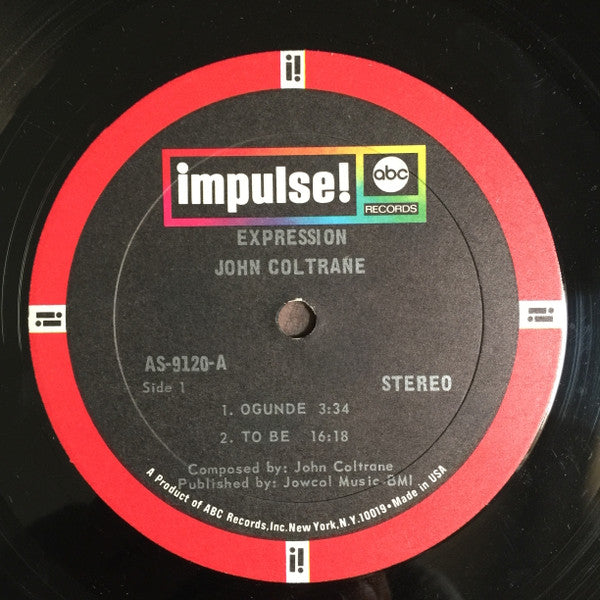 i!
impulse!
abc
RECORDS
EXPRESSION
JOHN COLTRANE
i!
i!
AS-9120-A
Side 1
STEREO
1. OGUNDE 3:34
2. TO BE 16:18
Composed by: John Coltrane
Published by: Jowcol Music BMI
A Product of ABC Records,Inc.New York,N.Y.10019•Made in USA
i!